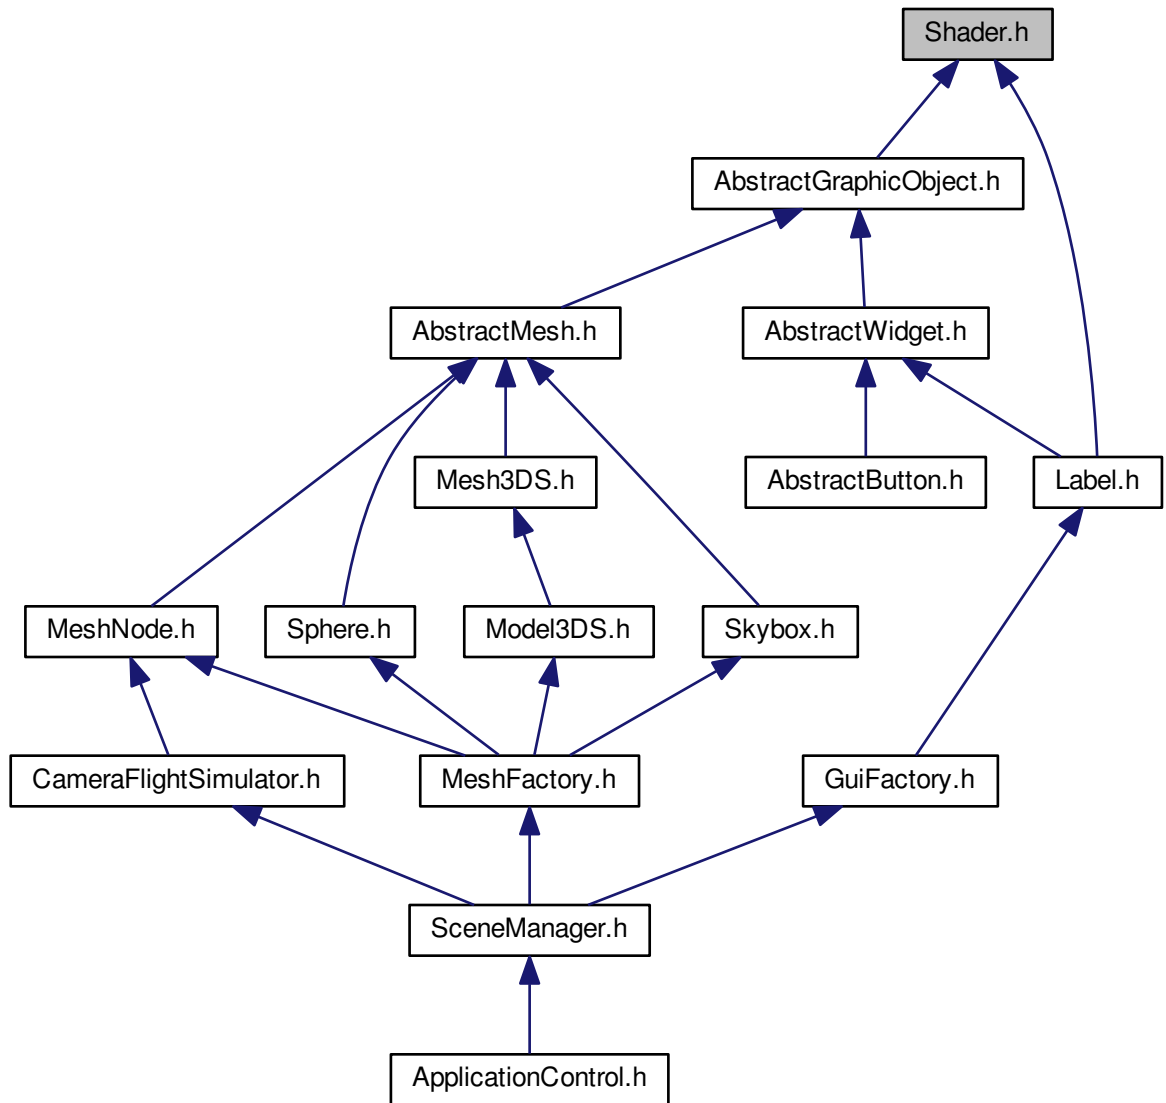 Shader.h
AbstractGraphicObject.h
AbstractMesh.h
AbstractWidget.h
Mesh3DS.h
AbstractButton.h
Label.h
MeshNode.h
Sphere.h
Model3DS.h
Skybox.h
CameraFlightSimulator.h
MeshFactory.h
GuiFactory.h
SceneManager.h
ApplicationControl.h